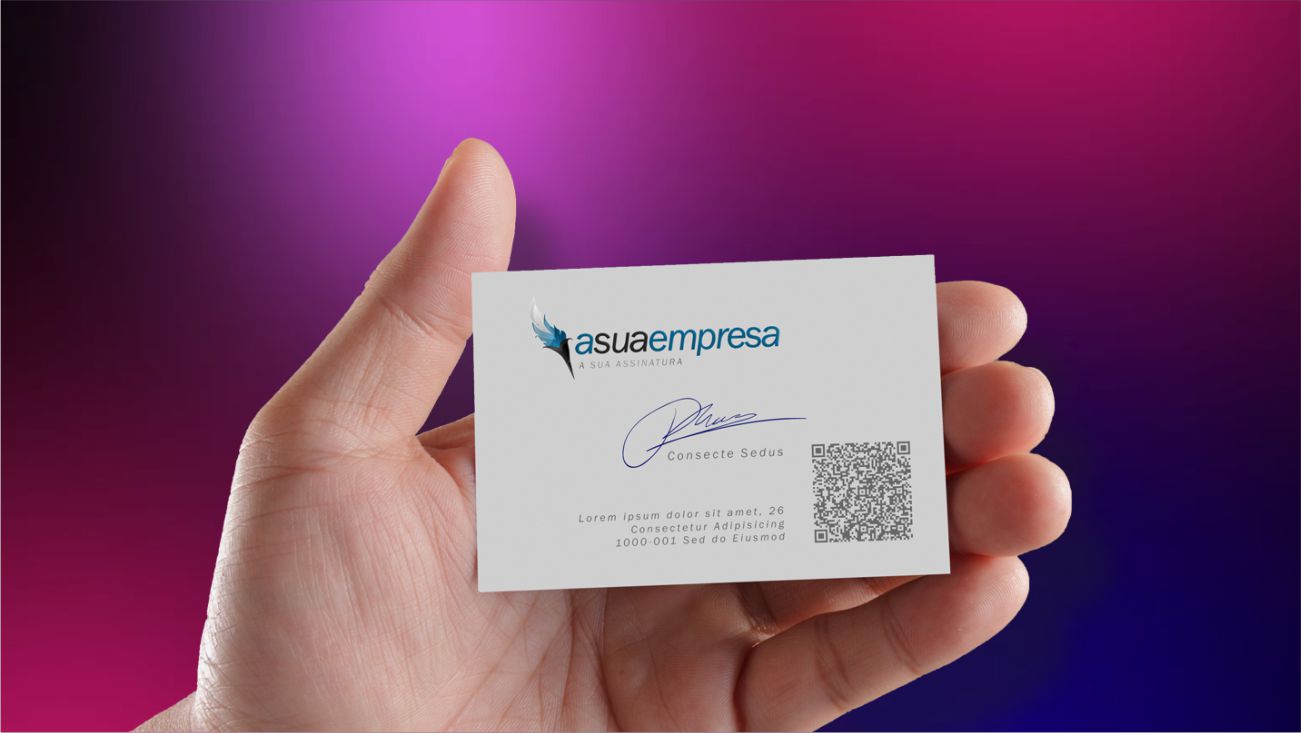 asuaempresa
A SUA ASSINATURA
Consecte Sedus
Lorem ipsum dolor sit amet, 26
Consectetur Adipisicing
1000-001 Sed do Eiusmod